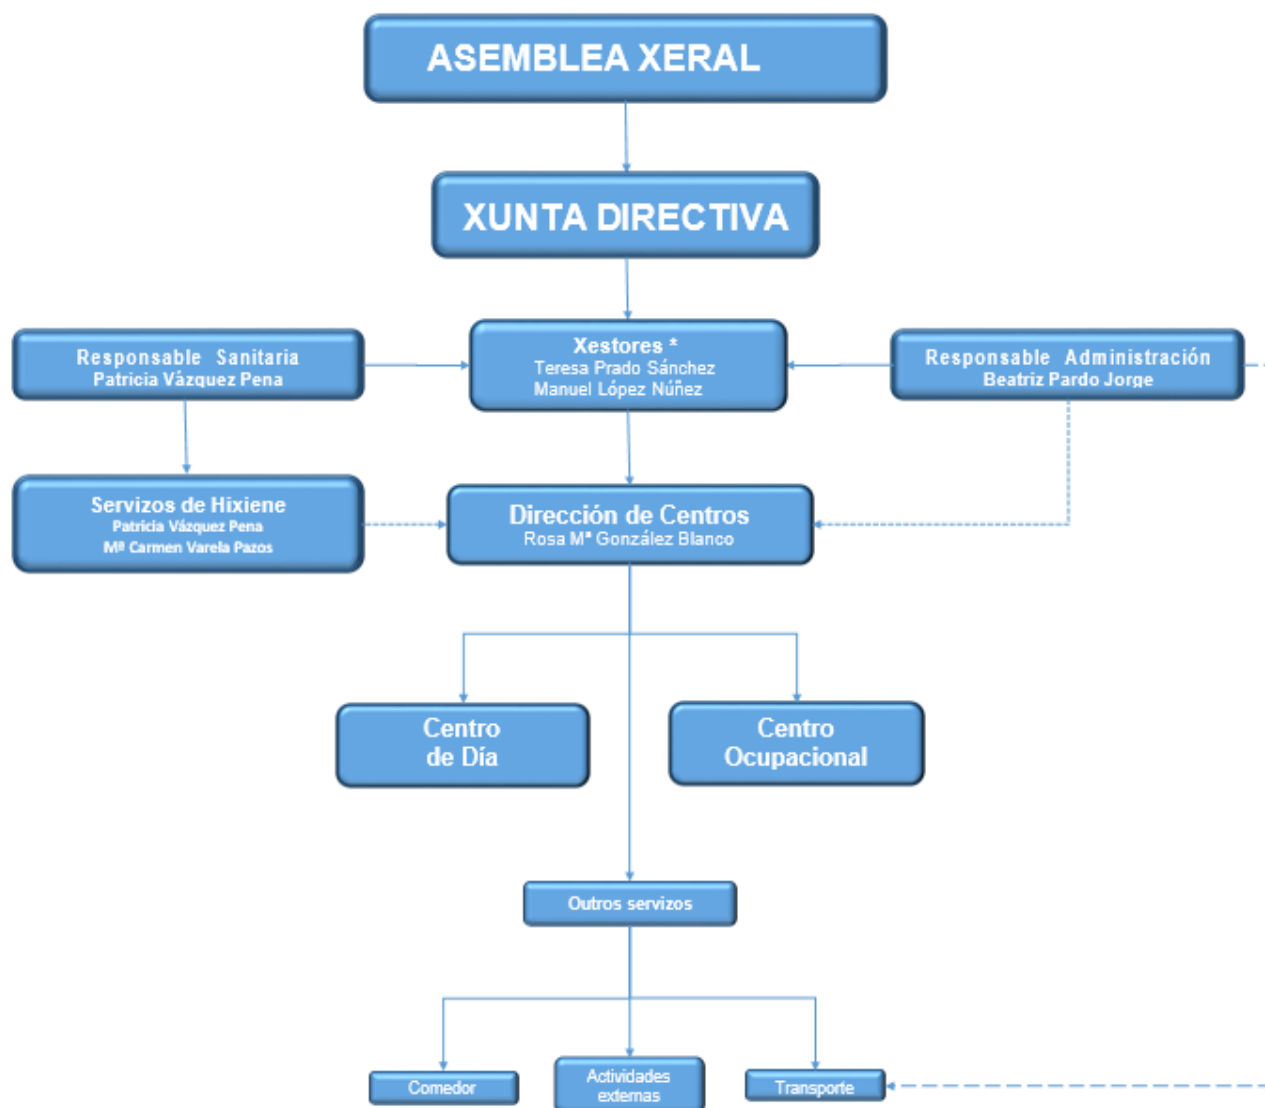 ASEMBLEA XERAL
XUNTA DIRECTIVA
Responsable Sanitaria
Patricia Vázquez Pena
Xestores *
Teresa Prado Sánchez
Manuel López Núñez
Responsable Administración
Beatriz Pardo Jorge
Servizos de Hixiene
Patricia Vázquez Pena
Mª Carmen Varela Pazos
Dirección de Centros
Rosa Mª González Blanco
Centro
de Día
Centro
Ocupacional
Outros servizos
Comedor
Actividades
externas
Transporte